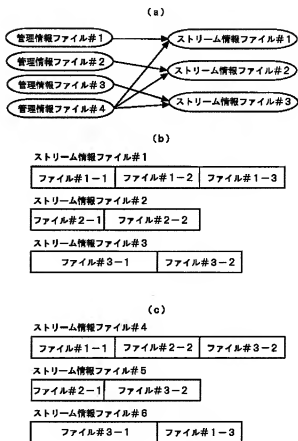 (a)
管理情報ファイル#1
ストリーム情報ファイル#1
管理情報ファイル#2
ストリーム情報ファイル#2
管理情報ファイル#3
ストリーム情報ファイル#3
管理情報ファイル#4
(b)
ストリーム情報ファイル#1
ファイル#1−1 ファイル#1−2 ファイル#1−3
ストリーム情報ファイル#2
ファイル#2−1 ファイル#2−2
ストリーム情報ファイル#3
ファイル#3−1 ファイル#3−2
(c)
ストリーム情報ファイル#4
ファイル#1−1 ファイル#2−2 ファイル#3−2
ストリーム情報ファイル#5
ファイル#2−1 ファイル#3−2
ストリーム情報ファイル#6
ファイル#3−1 ファイル#1−3